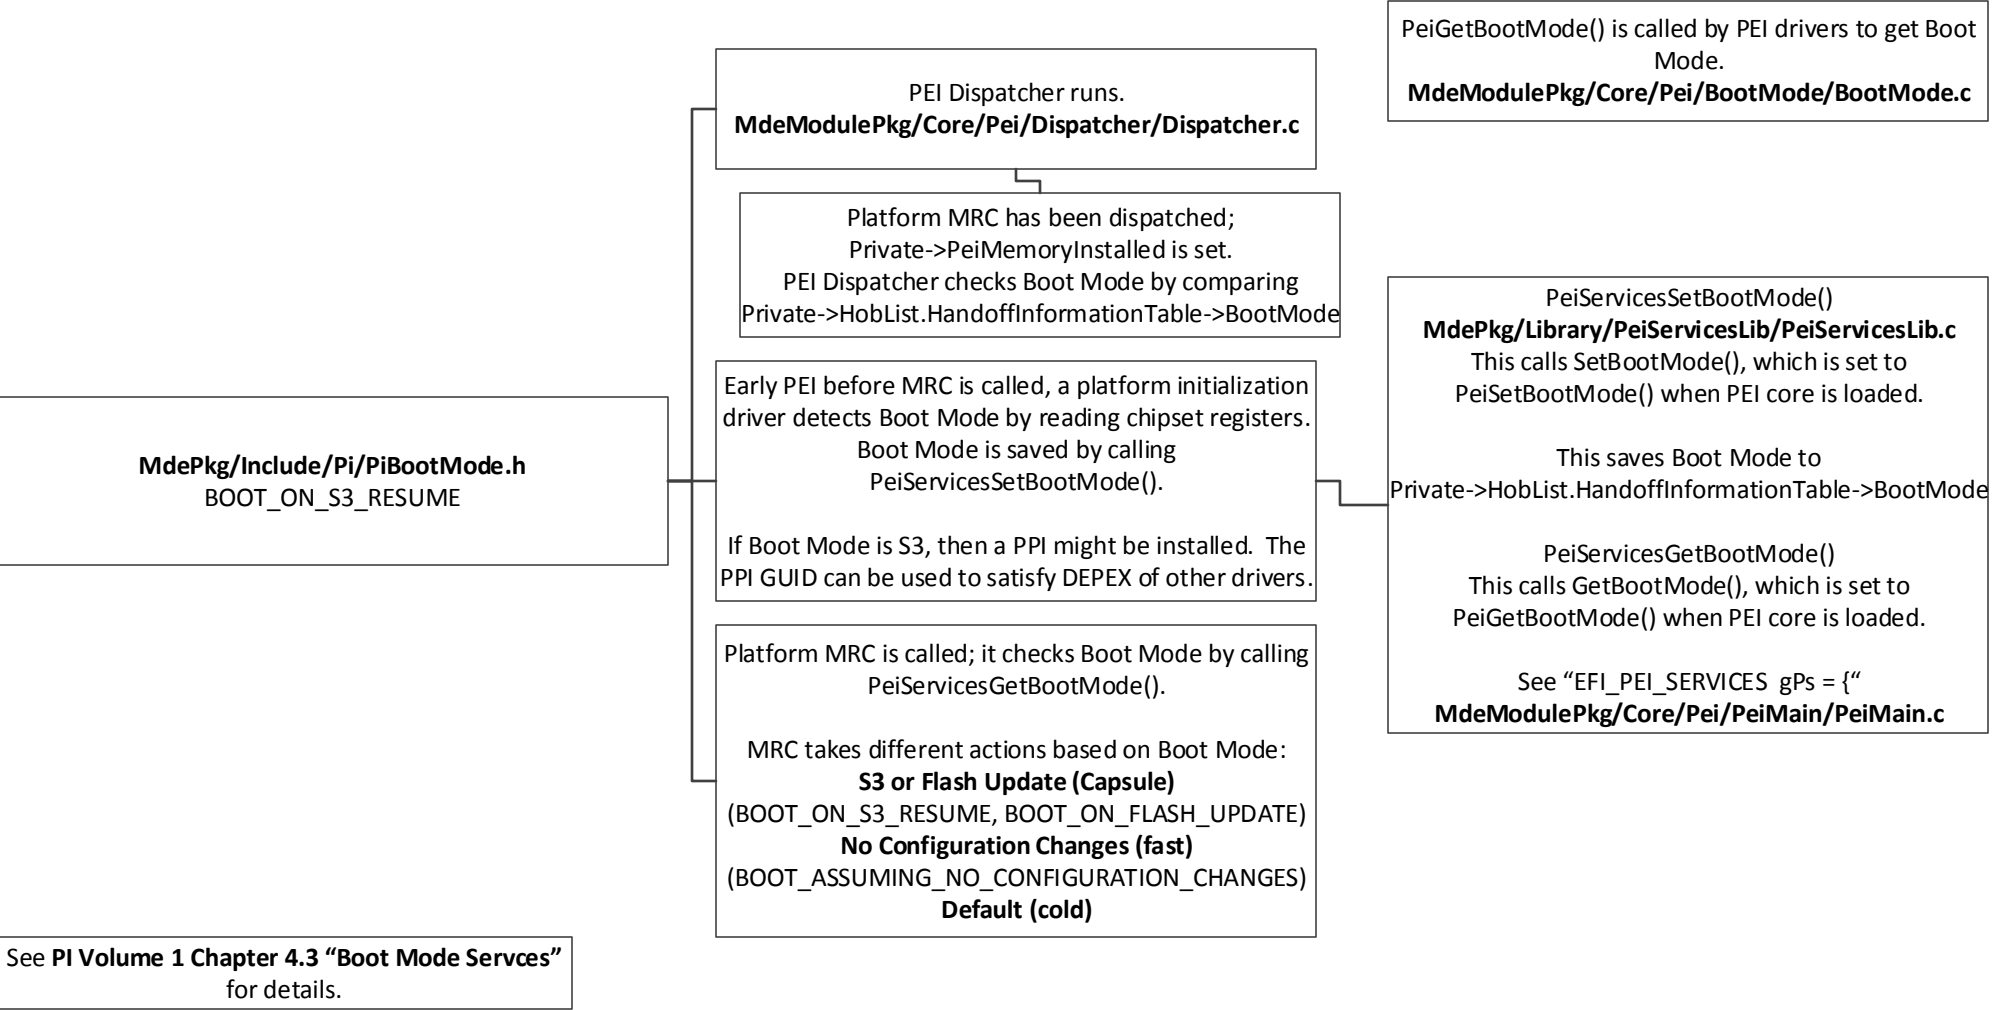 PeiGetBootMode() is called by PEI drivers to get Boot
Mode.
MdeModulePkg/Core/Pei/BootMode/BootMode.c
PEI Dispatcher runs.
MdeModulePkg/Core/Pei/Dispatcher/Dispatcher.c
Platform MRC has been dispatched;
Private->PeiMemoryInstalled is set.
PEI Dispatcher checks Boot Mode by comparing
Private->HobList.HandoffInformationTable->BootMode
MdePkg/Include/Pi/PiBootMode.h
BOOT_ON_S3_RESUME
Early PEI before MRC is called, a platform initialization
driver detects Boot Mode by reading chipset registers.
Boot Mode is saved by calling
PeiServicesSetBootMode().
If Boot Mode is S3, then a PPI might be installed.  The
PPI GUID can be used to satisfy DEPEX of other drivers.
PeiServicesSetBootMode()
MdePkg/Library/PeiServicesLib/PeiServicesLib.c
This calls SetBootMode(), which is set to
PeiSetBootMode() when PEI core is loaded.
This saves Boot Mode to
Private->HobList.HandoffInformationTable->BootMode
PeiServicesGetBootMode()
This calls GetBootMode(), which is set to
PeiGetBootMode() when PEI core is loaded.
See “EFI_PEI_SERVICES  gPs = {“
MdeModulePkg/Core/Pei/PeiMain/PeiMain.c
Platform MRC is called; it checks Boot Mode by calling
PeiServicesGetBootMode().
MRC takes different actions based on Boot Mode:
S3 or Flash Update (Capsule)
(BOOT_ON_S3_RESUME, BOOT_ON_FLASH_UPDATE)
No Configuration Changes (fast)
(BOOT_ASSUMING_NO_CONFIGURATION_CHANGES)
Default (cold)
See PI Volume 1 Chapter 4.3 “Boot Mode Servces”
for details.